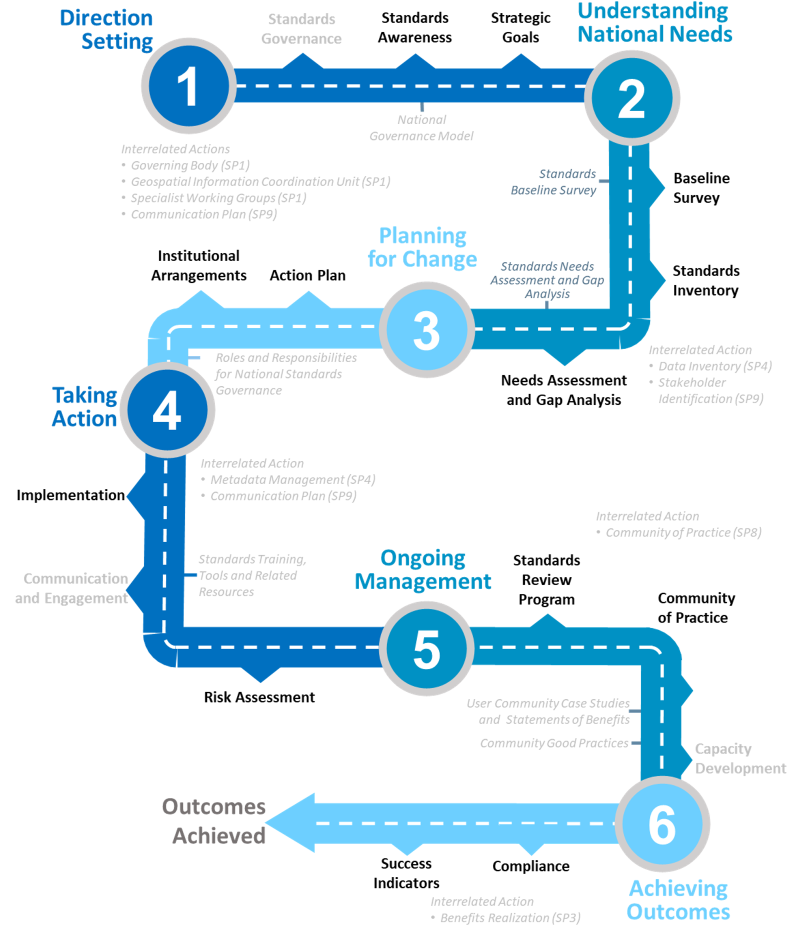 Direction
Setting
1
Standards
Governance
Standards
Awareness
Strategic
Goals
Understanding
National Needs
2
National
Governance Model
Interrelated Actions
• Governing Body (SP1)
• Geospatial Information Coordination Unit (SP1)
• Specialist Working Groups (SP1)
• Communication Plan (SP9)
Standards
Baseline Survey
Baseline
Survey
Standards
Inventory
Planning
for Change
3
Standards Needs
Assessment and Gap
Analysis
Institutional
Arrangements
Action Plan
Interrelated Action
• Data Inventory (SP4)
• Stakeholder
Identification (SP9)
Needs Assessment
and Gap Analysis
Roles and Responsibilities
for National Standards
Governance
Taking
Action
4
Interrelated Action
• Metadata Management (SP4)
• Communication Plan (SP9)
Implementation
Communication
and Engagement
Standards Training,
Tools and Related
Resources
Risk Assessment
Ongoing
Management
5
Interrelated Action
• Community of Practice (SP8)
Standards
Review
Program
Community
of Practice
User Community Case Studies
and Statements of Benefits
Community Good Practices
Capacity
Development
6
Achieving
Outcomes
Outcomes
Achieved
Success
Indicators
Compliance
Interrelated Action
• Benefits Realization (SP3)